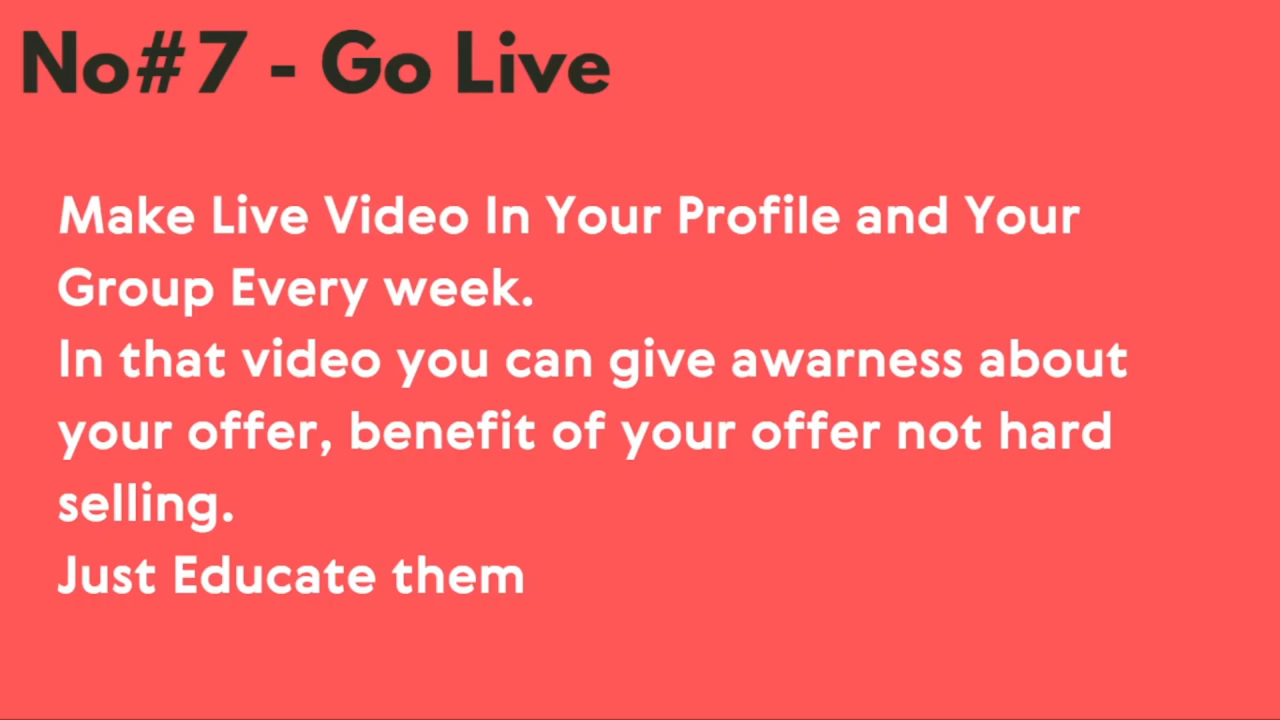 No#7 - Go Live
Make Live Video In Your Profile and Your
Group Every week.
In that video you can give awarness about
your offer, benefit of your offer not hard
selling.
Just Educate them